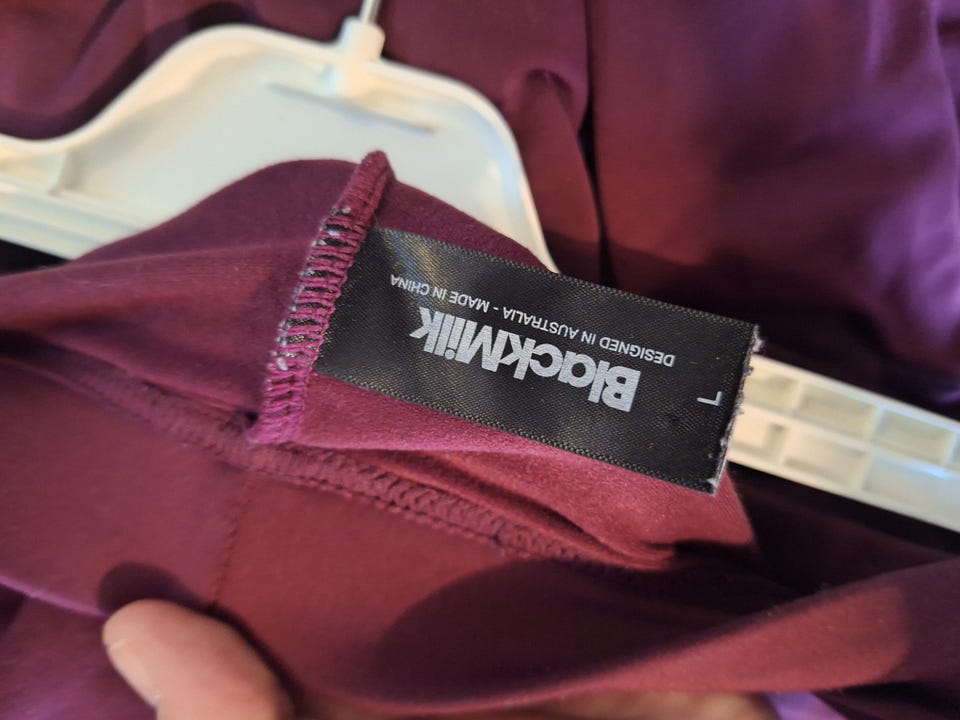 L
DESIGNED IN AUSTRALIA - MADE IN CHINA
BlackMilk